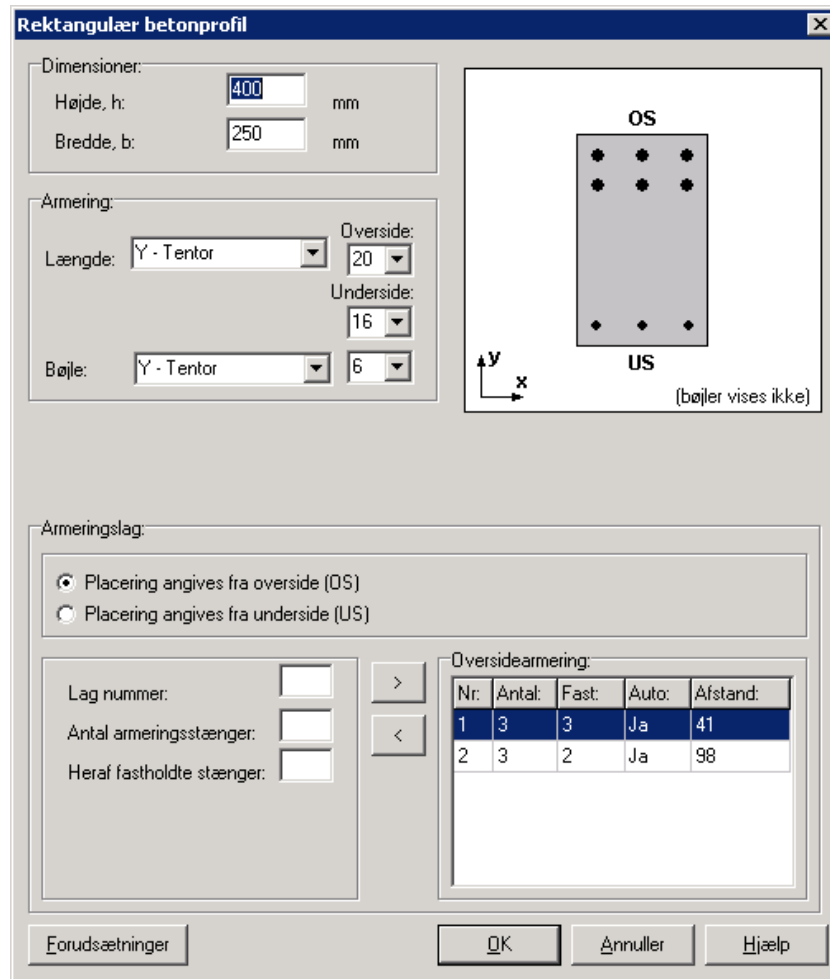 Rektangulær betonprofil
Dimensioner:
Højde, h: 400 mm
Bredde, b: 250 mm
OS
US
y
x
(bøjler vises ikke)
Armering:
Overside:
Længde: Y - Tentor 20
Underside:
16
Bøjle: Y - Tentor 6
Armeringslag:
Placering angives fra overside (OS)
Placering angives fra underside (US)
Lag nummer:
Antal armeringsstænger:
Heraf fastholdte stænger:
>
<
Oversidearmering:
Nr: Antal: Fast: Auto: Afstand:
1 3 3 Ja 41
2 3 2 Ja 98
Forudsætninger OK Annuller Hjælp